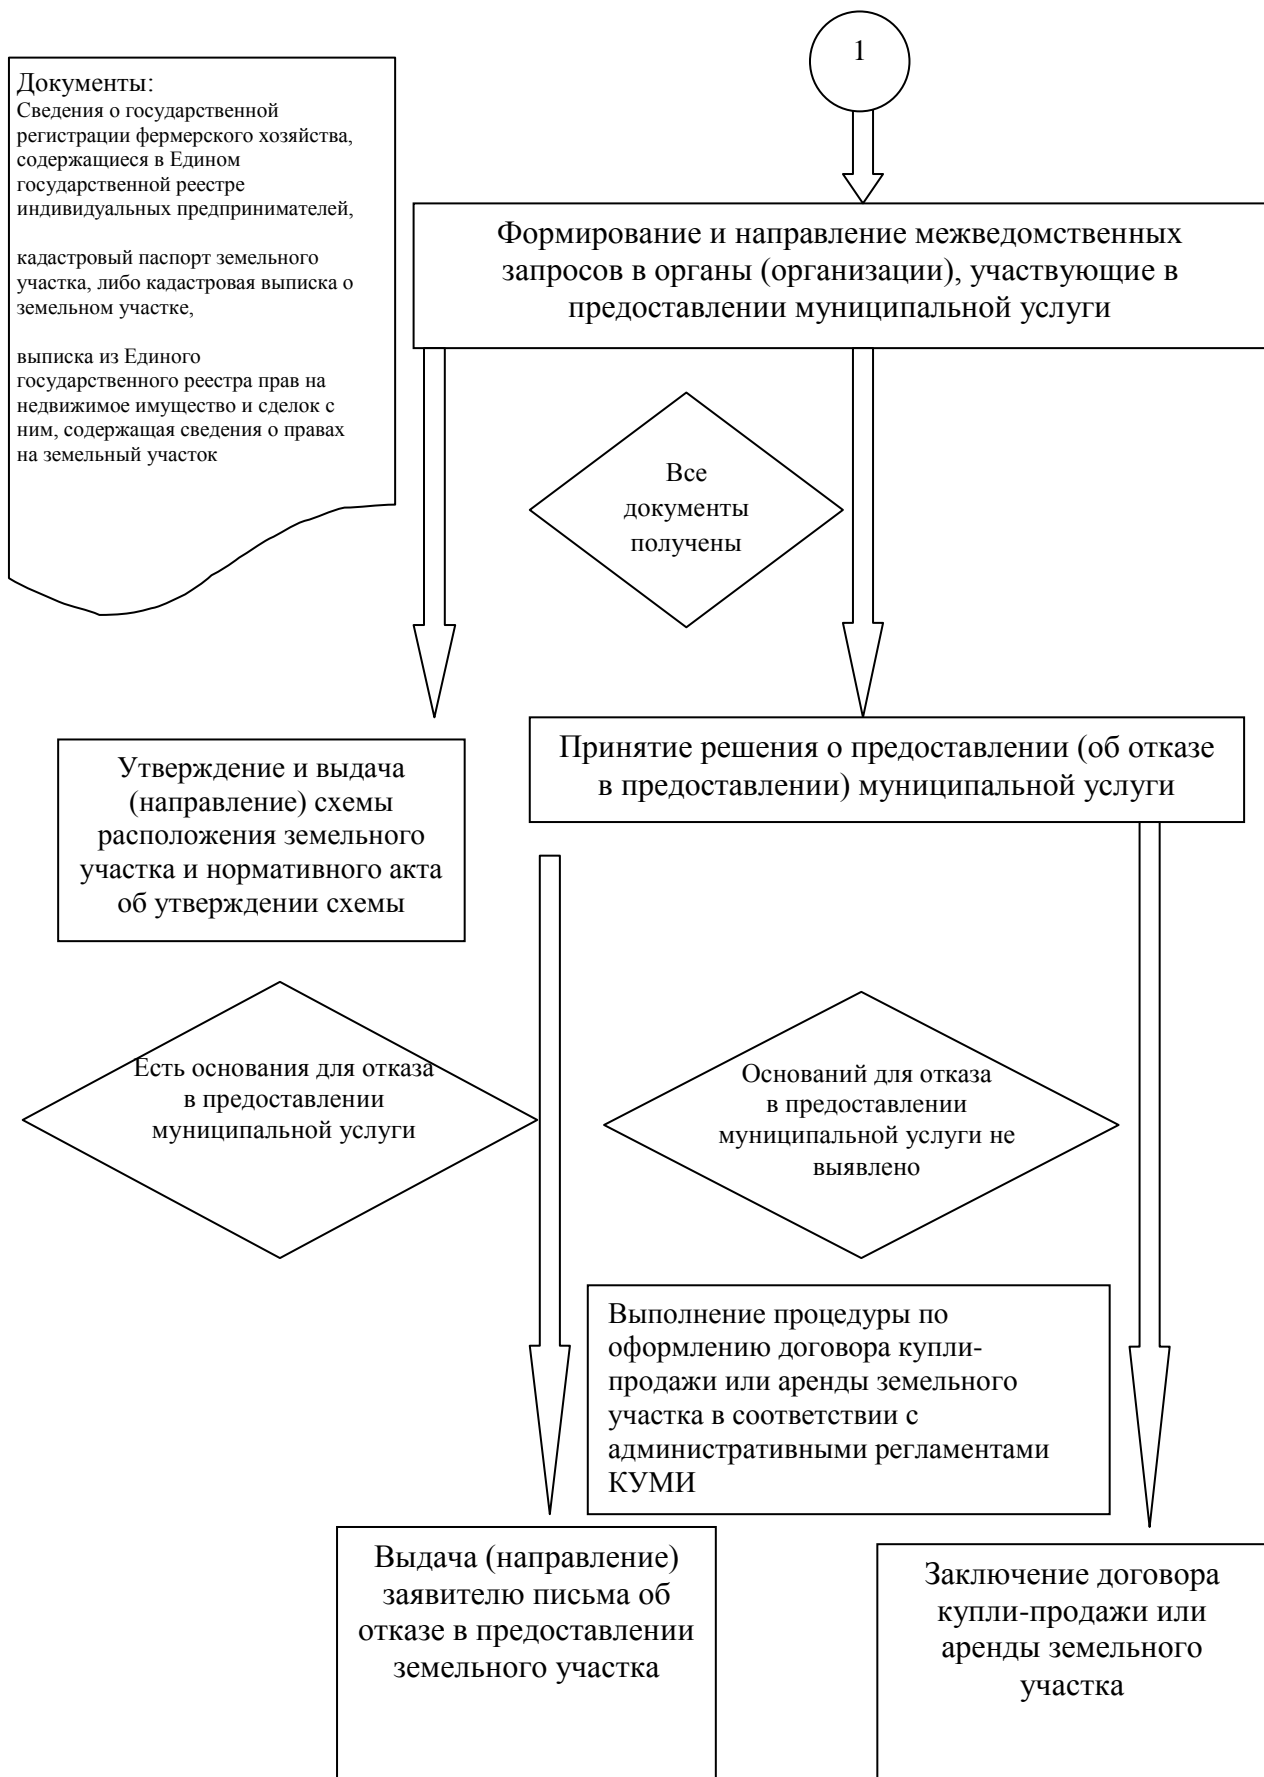 1
Документы:
Сведения о государственной
регистрации фермерского хозяйства,
содержащиеся в Едином
государственной реестре
индивидуальных предпринимателей,
кадастровый паспорт земельного
участка, либо кадастровая выписка о
земельном участке,
выписка из Единого
государственного реестра прав на
недвижимое имущество и сделок с
ним, содержащая сведения о правах
на земельный участок
Формирование и направление межведомственных
запросов в органы (организации), участвующие в
предоставлении муниципальной услуги
Все
документы
получены
Утверждение и выдача
(направление) схемы
расположения земельного
участка и нормативного акта
об утверждении схемы
Принятие решения о предоставлении (об отказе
в предоставлении) муниципальной услуги
Есть основания для отказа
в предоставлении
муниципальной услуги
Оснований для отказа
в предоставлении
муниципальной услуги не
выявлено
Выполнение процедуры по
оформлению договора купли-
продажи или аренды земельного
участка в соответствии с
административными регламентами
КУМИ
Выдача (направление)
заявителю письма об
отказе в предоставлении
земельного участка
Заключение договора
купли-продажи или
аренды земельного
участка